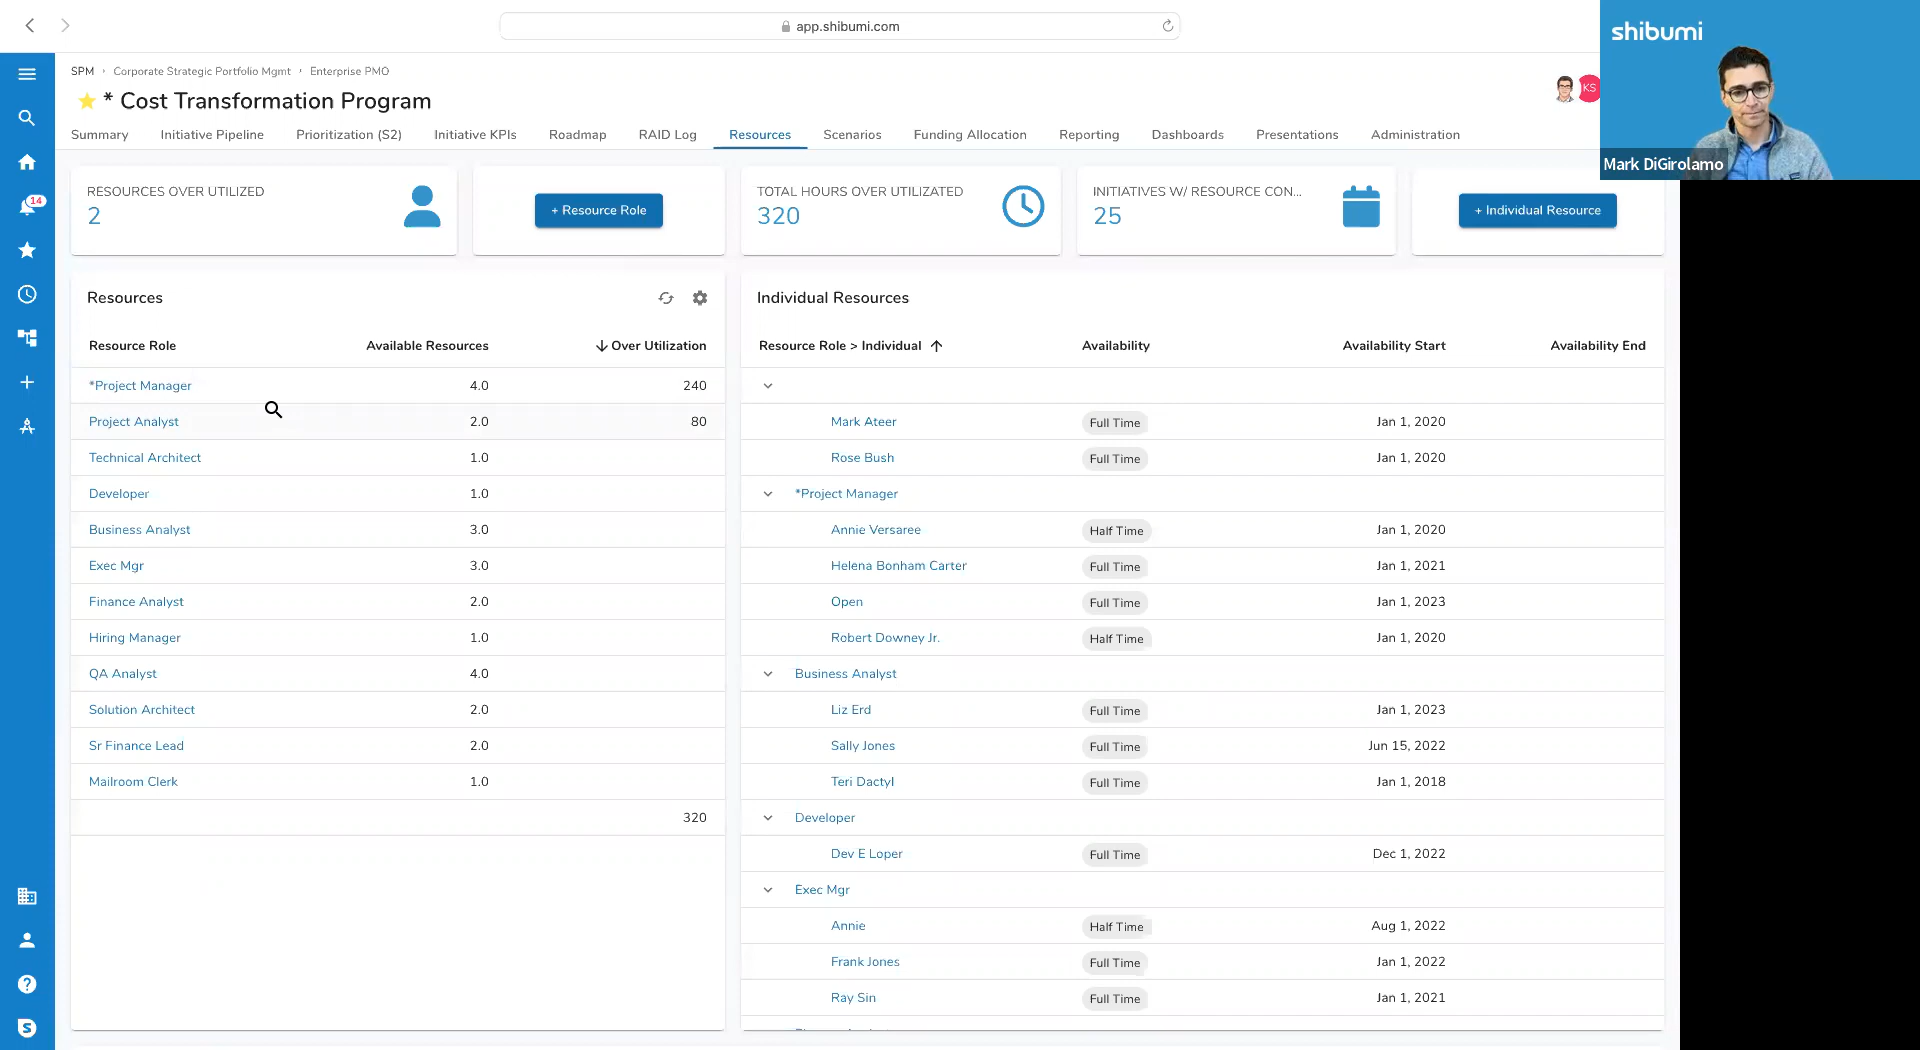 app.shibumi.com
shibumi
SPM › Corporate Strategic Portfolio Mgmt › Enterprise PMO
* Cost Transformation Program
KS
Mark DiGirolamo
Summary Initiative Pipeline Prioritization (S2) Initiative KPIs Roadmap RAID Log Resources Scenarios Funding Allocation Reporting Dashboards Presentations Administration
14
RESOURCES OVER UTILIZED
2
+ Resource Role
TOTAL HOURS OVER UTILIZATED
320
INITIATIVES W/ RESOURCE CON...
25
+ Individual Resource
Resources
Resource Role Available Resources Over Utilization
*Project Manager 4.0 240
Project Analyst 2.0 80
Technical Architect 1.0
Developer 1.0
Business Analyst 3.0
Exec Mgr 3.0
Finance Analyst 2.0
Hiring Manager 1.0
QA Analyst 4.0
Solution Architect 2.0
Sr Finance Lead 2.0
Mailroom Clerk 1.0
320
Individual Resources
Resource Role > Individual Availability Availability Start Availability End
Mark Ateer Full Time Jan 1, 2020
Rose Bush Full Time Jan 1, 2020
*Project Manager
Annie Versaree Half Time Jan 1, 2020
Helena Bonham Carter Full Time Jan 1, 2021
Open Full Time Jan 1, 2023
Robert Downey Jr. Half Time Jan 1, 2020
Business Analyst
Liz Erd Full Time Jan 1, 2023
Sally Jones Full Time Jun 15, 2022
Teri Dactyl Full Time Jan 1, 2018
Developer
Dev E Loper Full Time Dec 1, 2022
Exec Mgr
Annie Half Time Aug 1, 2022
Frank Jones Full Time Jan 1, 2022
Ray Sin Full Time Jan 1, 2021